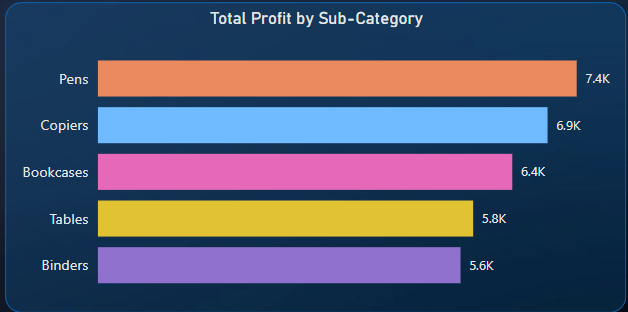 Total Profit by Sub-Category
Pens 7.4K
Copiers 6.9K
Bookcases 6.4K
Tables 5.8K
Binders 5.6K